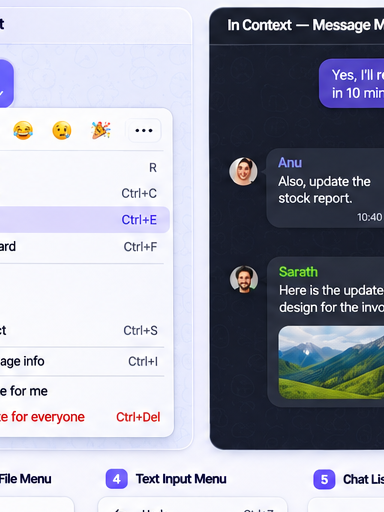 t
In Context — Message M
Yes, I'll re
in 10 min
R
Ctrl+C
Ctrl+E
ard
Ctrl+F
ct
Ctrl+S
age info
Ctrl+I
e for me
te for everyone
Ctrl+Del
Anu
Also, update the
stock report.
10:40
Sarath
Here is the update
design for the invo
File Menu
4 Text Input Menu
5 Chat Lis